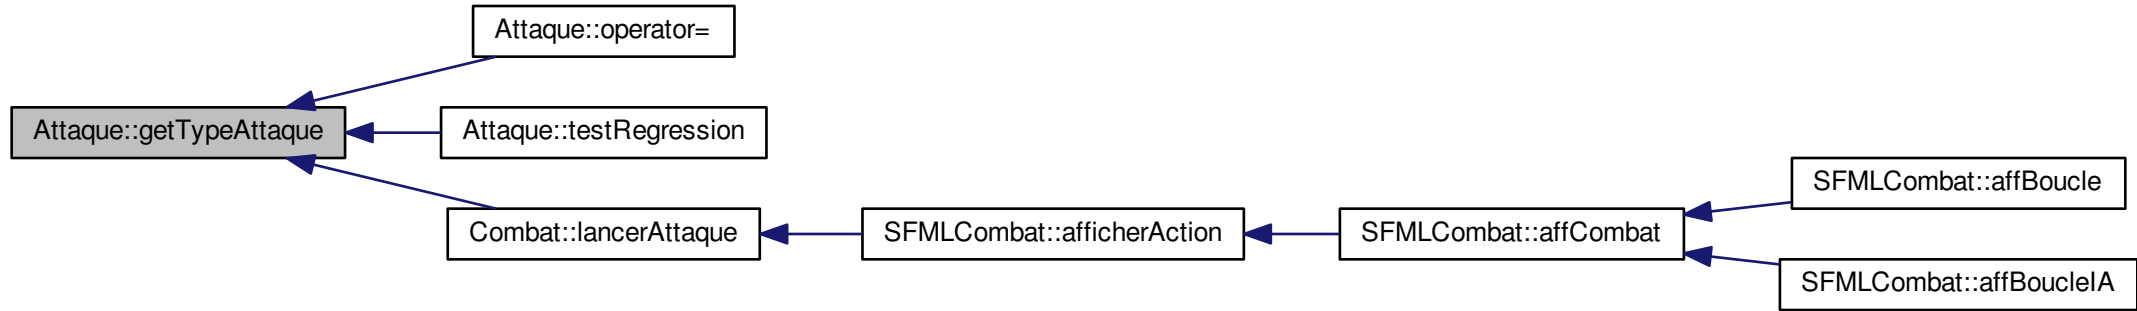 Attaque::operator=
Attaque::getTypeAttaque
Attaque::testRegression
SFMLCombat::affBoucle
Combat::lancerAttaque
SFMLCombat::afficherAction
SFMLCombat::affCombat
SFMLCombat::affBoucleIA